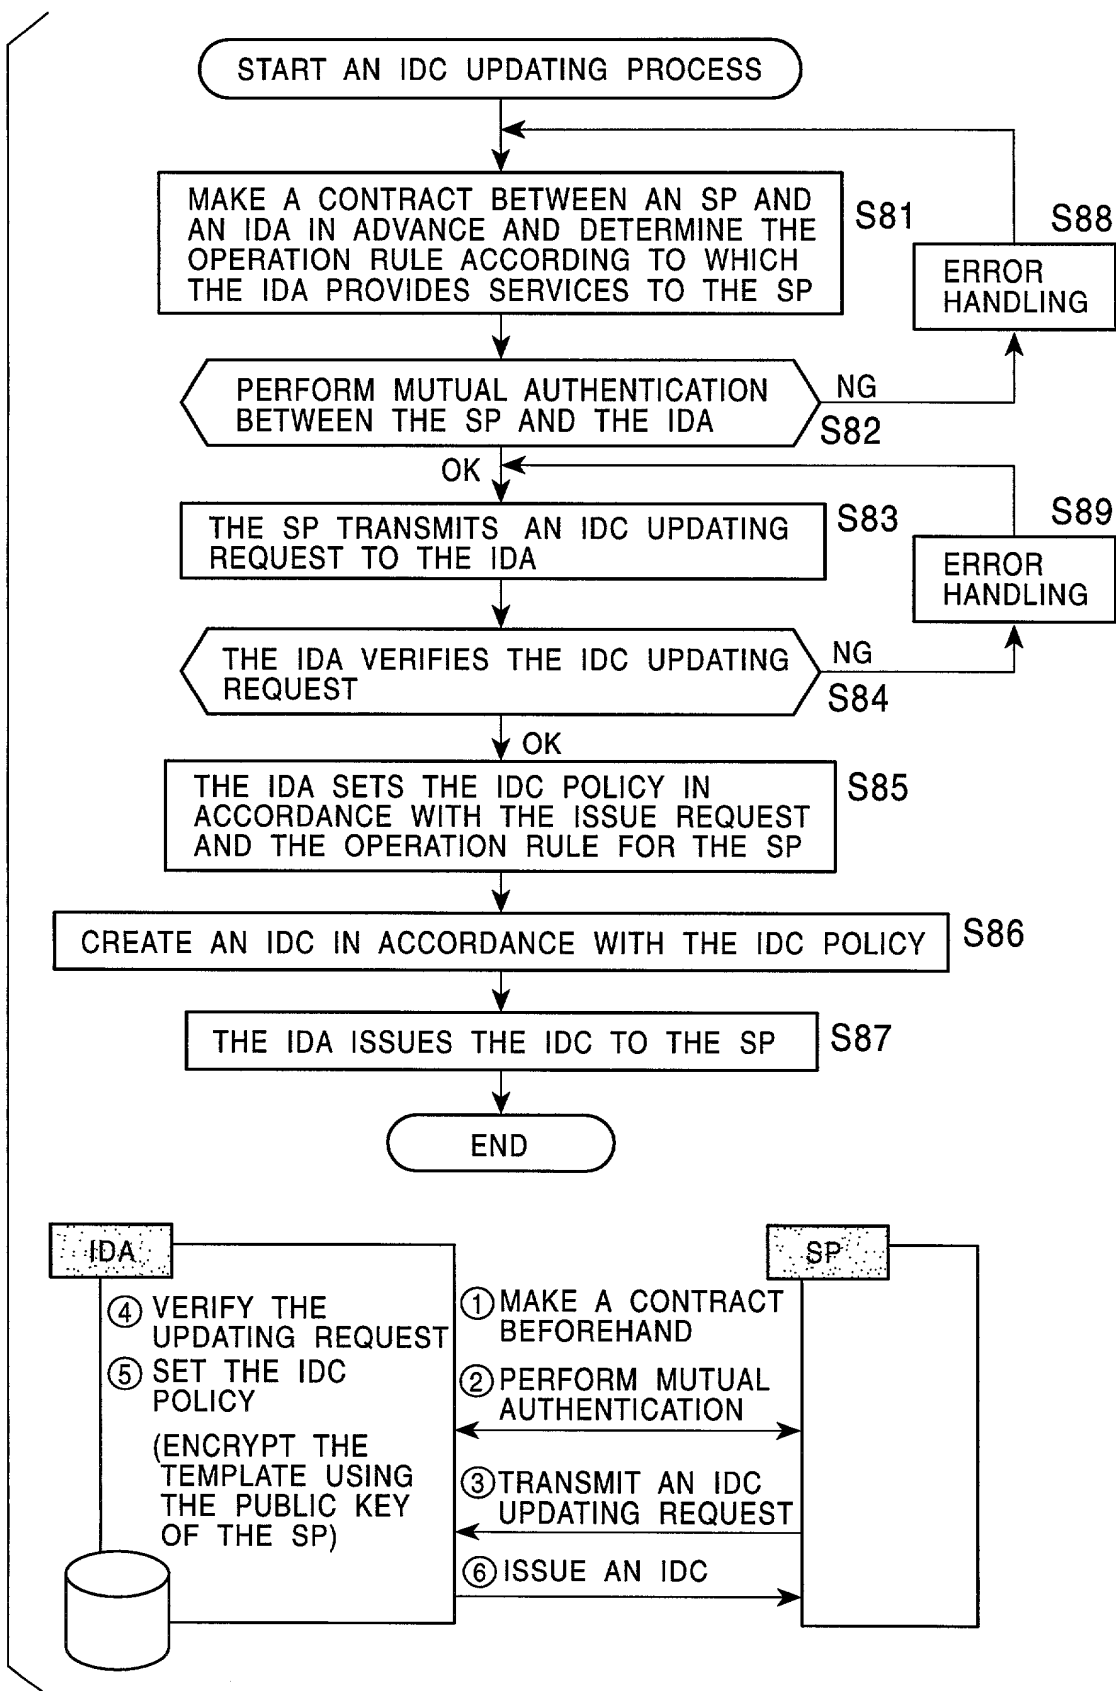 START AN IDC UPDATING PROCESS
MAKE A CONTRACT BETWEEN AN SP AND
AN IDA IN ADVANCE AND DETERMINE THE
OPERATION RULE ACCORDING TO WHICH
THE IDA PROVIDES SERVICES TO THE SP
S81
S88
ERROR
HANDLING
PERFORM MUTUAL AUTHENTICATION
BETWEEN THE SP AND THE IDA
NG
S82
OK
THE SP TRANSMITS AN IDC UPDATING
REQUEST TO THE IDA
S83
S89
ERROR
HANDLING
THE IDA VERIFIES THE IDC UPDATING
REQUEST
NG
S84
OK
THE IDA SETS THE IDC POLICY IN
ACCORDANCE WITH THE ISSUE REQUEST
AND THE OPERATION RULE FOR THE SP
S85
CREATE AN IDC IN ACCORDANCE WITH THE IDC POLICY
S86
THE IDA ISSUES THE IDC TO THE SP
S87
END
IDA
④ VERIFY THE
UPDATING REQUEST
⑤ SET THE IDC
POLICY
(ENCRYPT THE
TEMPLATE USING
THE PUBLIC KEY
OF THE SP)
① MAKE A CONTRACT
BEFOREHAND
② PERFORM MUTUAL
AUTHENTICATION
③ TRANSMIT AN IDC
UPDATING REQUEST
⑥ ISSUE AN IDC
SP